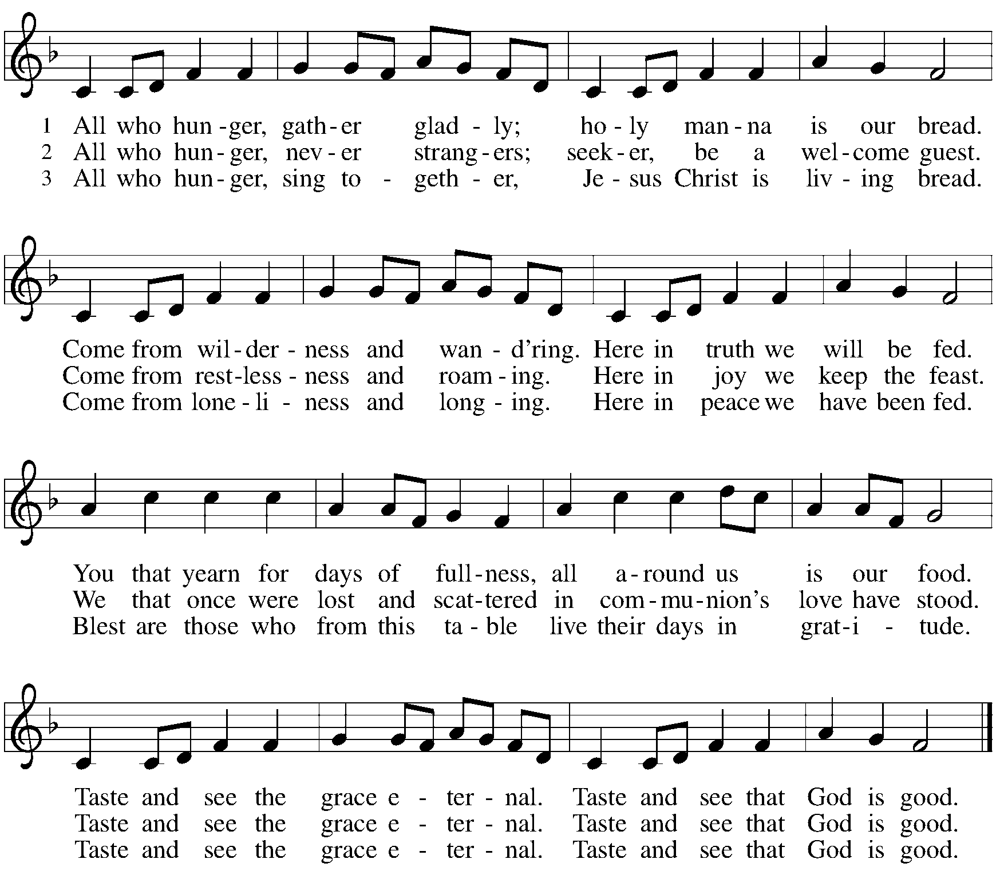 1 All who hun - ger, gath - er glad - ly; ho - ly man - na is our bread.
2 All who hun - ger, nev - er strang - ers; seek - er, be a wel - come guest.
3 All who hun - ger, sing to - geth - er, Je - sus Christ is liv - ing bread.
Come from wil - der - ness and wan - d’ring. Here in truth we will be fed.
Come from rest - less - ness and roam - ing. Here in joy we keep the feast.
Come from lone - li - ness and long - ing. Here in peace we have been fed.
You that yearn for days of full - ness, all a - round us is our food.
We that once were lost and scat - tered in com - mu - nion’s love have stood.
Blest are those who from this ta - ble live their days in grat - i - tude.
Taste and see the grace e - ter - nal. Taste and see that God is good.
Taste and see the grace e - ter - nal. Taste and see that God is good.
Taste and see the grace e - ter - nal. Taste and see that God is good.